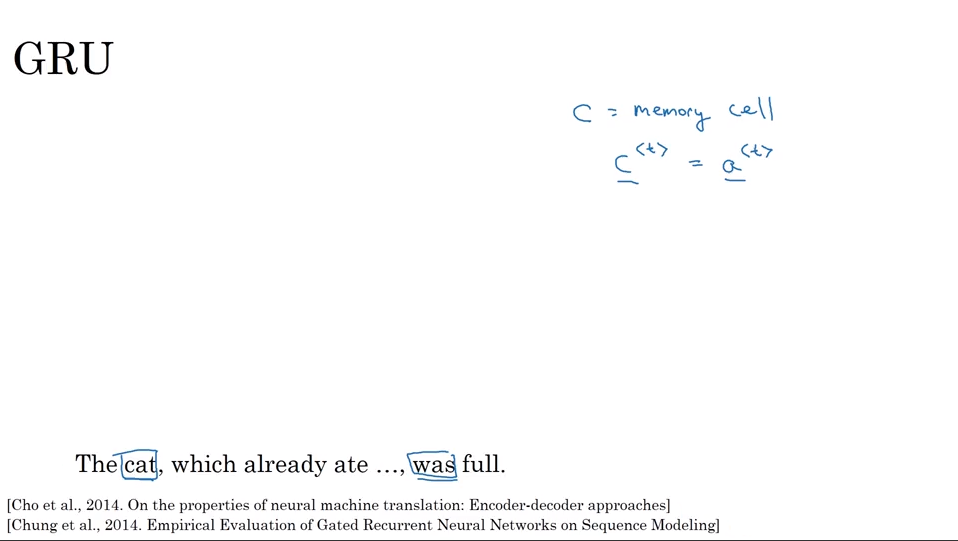 GRU
c = memory cell
c<t> = a<t>
The cat, which already ate ..., was full.
[Cho et al., 2014. On the properties of neural machine translation: Encoder-decoder approaches]
[Chung et al., 2014. Empirical Evaluation of Gated Recurrent Neural Networks on Sequence Modeling]